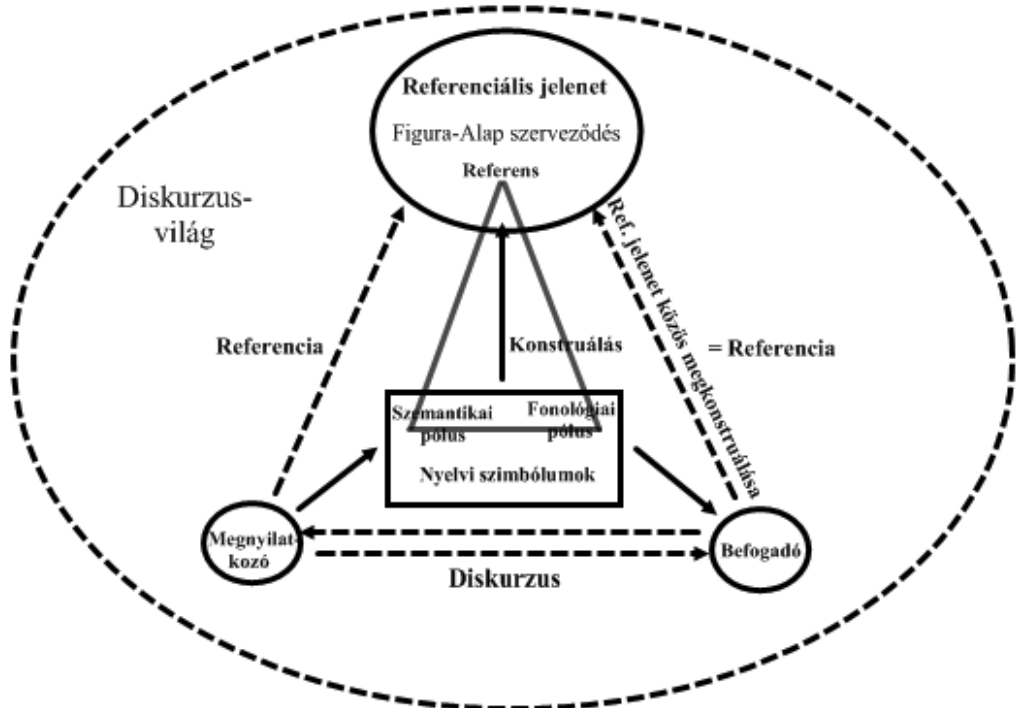 Referenciális jelenet
Figura-Alap szerveződés
Referens
Diskurzus-
világ
Referencia
Konstruálás
Ref. jelenet közös megkonstruálása
= Referencia
Szemantikai
pólus
Fonológiai
pólus
Nyelvi szimbólumok
Megnyilat-
kozó
Befogadó
Diskurzus